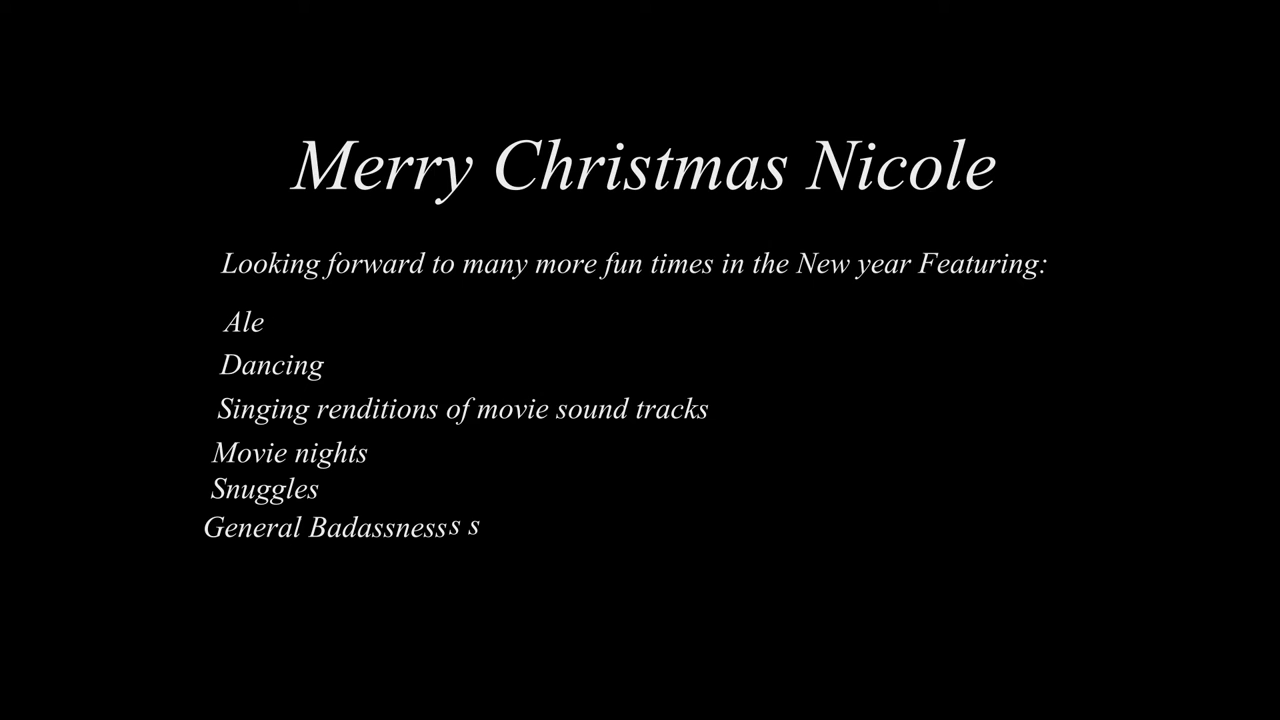 Merry Christmas Nicole
Looking forward to many more fun times in the New year Featuring:
Ale
Dancing
Singing renditions of movie sound tracks
Movie nights
Snuggles
General Badassnesss s